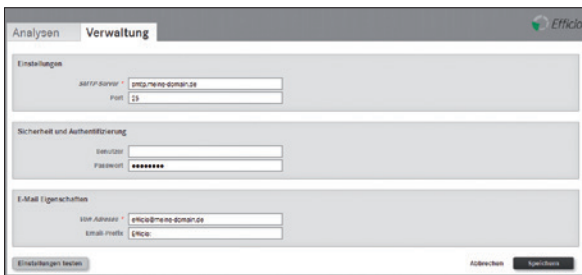 Analysen Verwaltung Efficio
Einstellungen
SMTP Server * smtp.meine-domain.de
Port 25
Sicherheit und Authentifizierung
Benutzer
Passwort ●●●●●●●●
E-Mail Eigenschaften
Von Adresse * efficio@meine-domain.de
Email-Prefix Efficio:
Einstellungen testen Abbrechen Speichern